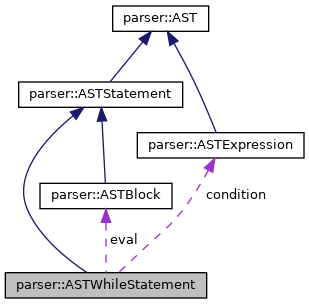 parser::AST
parser::ASTStatement
parser::ASTExpression
parser::ASTBlock
condition
eval
parser::ASTWhileStatement